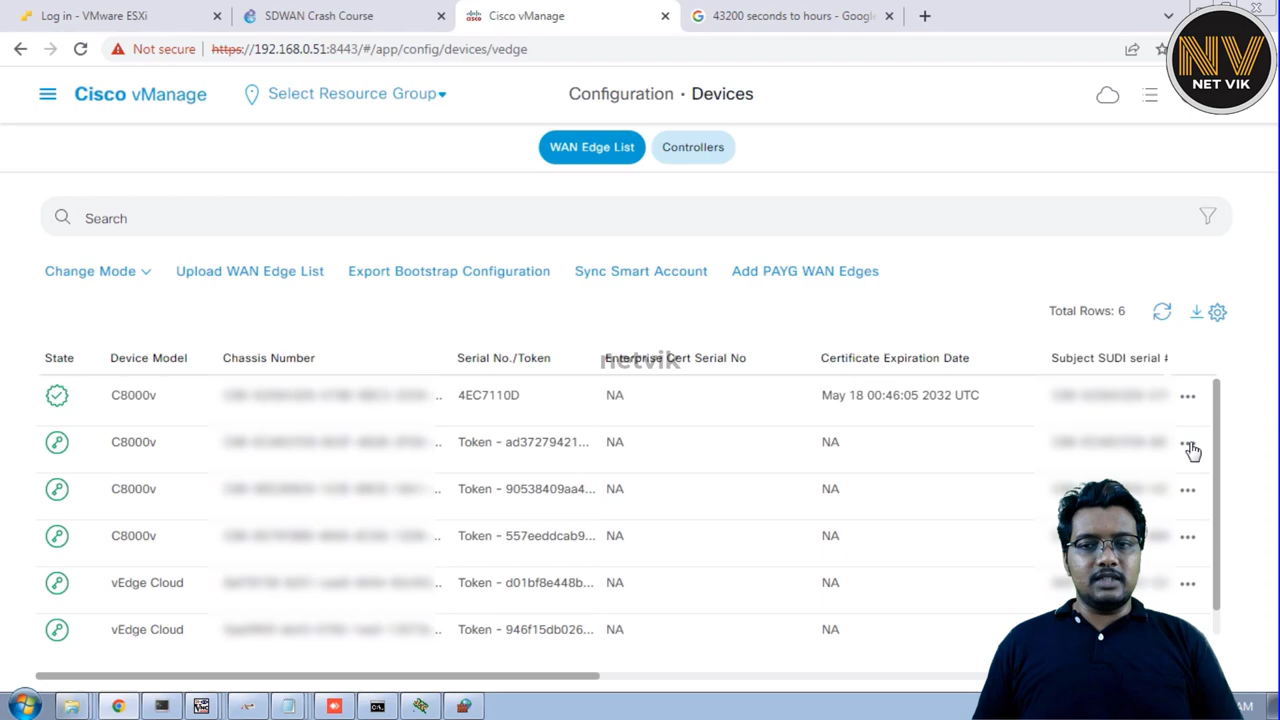 Log in - VMware ESXi
SDWAN Crash Course
Cisco vManage
43200 seconds to hours - Google
Not secure
https://192.168.0.51:8443/#/app/config/devices/vedge
NV
NET VIK
Cisco vManage
Select Resource Group
Configuration · Devices
WAN Edge List
Controllers
Search
Change Mode
Upload WAN Edge List
Export Bootstrap Configuration
Sync Smart Account
Add PAYG WAN Edges
Total Rows: 6
netvik
State Device Model Chassis Number Serial No./Token Enterprise Cert Serial No Certificate Expiration Date Subject SUDI serial #
C8000v 4EC7110D NA May 18 00:46:05 2032 UTC
C8000v Token - ad37279421... NA NA
C8000v Token - 90538409aa4... NA NA
C8000v Token - 557eeddcab9... NA NA
vEdge Cloud Token - d01bf8e448b... NA NA
vEdge Cloud Token - 946f15db026... NA NA
AM